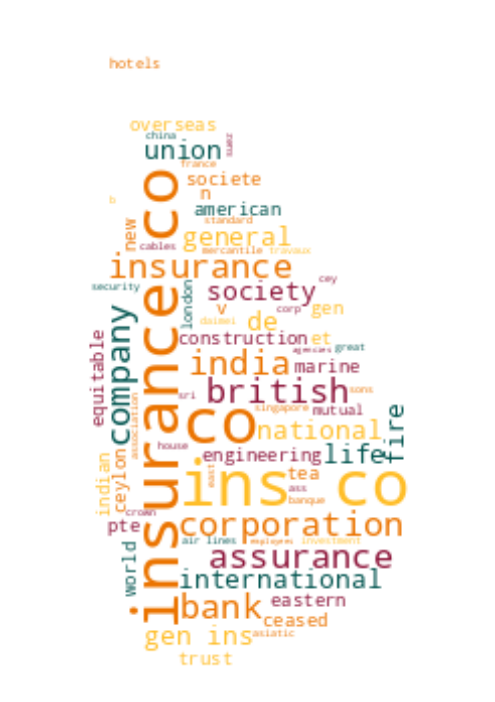 hotels
overseas
china
union
suez
france
societe
n
b
american
standard
new
general
cables
mercantile travaux
insurance
cey
security
london
society
corp
gen
v
de
daimei
construction
et
company
insurance co
agencies
great
equitable
india
marine
sri
british
sons
singapore
mutual
co
association
national
fire
house
engineering
life
indian
ceylon
east
tea
ins co
ass
banque
crown
pte
corporation
air lines
employees
investment
world
assurance
international
bank
eastern
ceased
gen ins
asiatic
trust